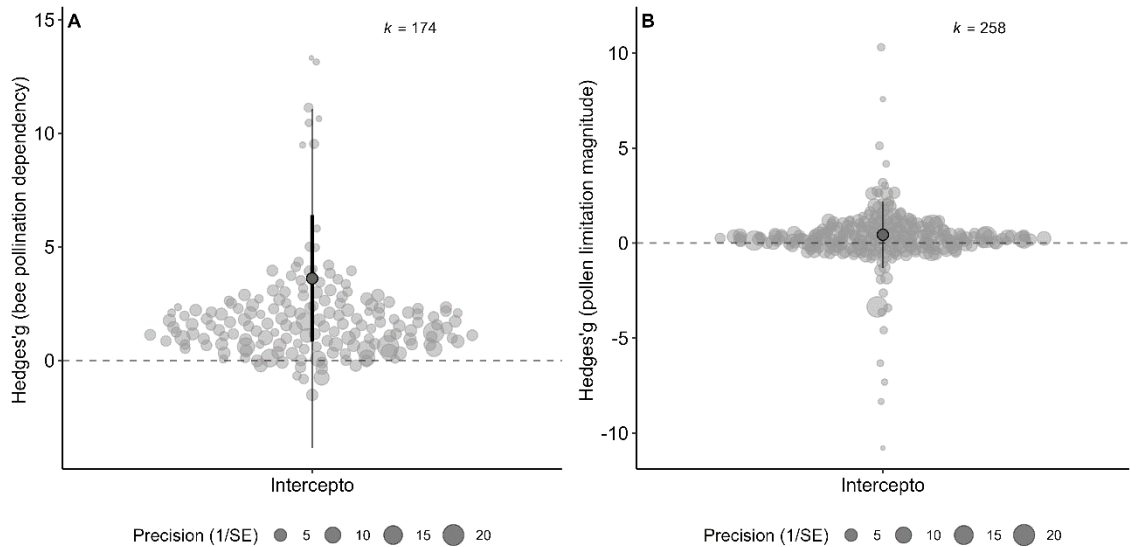 A
k = 174
15
10
5
0
Hedges'g (bee pollination dependency)
Intercepto
Precision (1/SE) 5 10 15 20
B
k = 258
10
5
0
-5
-10
Hedges'g (pollen limitation magnitude)
Intercepto
Precision (1/SE) 5 10 15 20